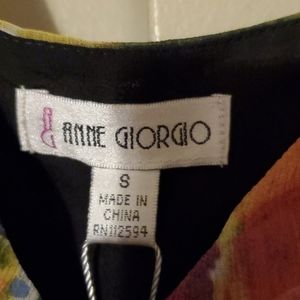 ANNE GIORGIO
S
MADE IN
CHINA
RN112594